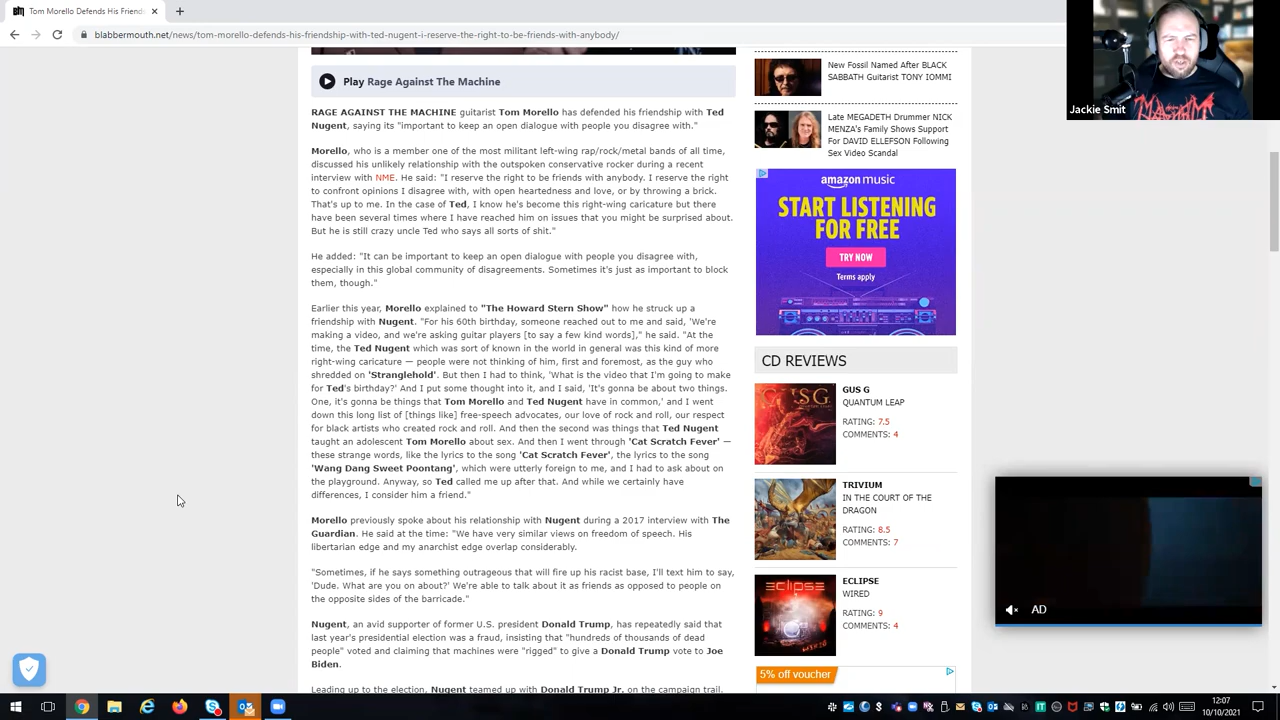 Tom Morello Defends His Friends
blabbermouth.net/news/tom-morello-defends-his-friendship-with-ted-nugent-i-reserve-the-right-to-be-friends-with-anybody/
Jackie Smit
Play Rage Against The Machine
RAGE AGAINST THE MACHINE guitarist Tom Morello has defended his friendship with Ted
Nugent, saying its "important to keep an open dialogue with people you disagree with."
Morello, who is a member one of the most militant left-wing rap/rock/metal bands of all time,
discussed his unlikely relationship with the outspoken conservative rocker during a recent
interview with NME. He said: "I reserve the right to be friends with anybody. I reserve the right
to confront opinions I disagree with, with open heartedness and love, or by throwing a brick.
That's up to me. In the case of Ted, I know he's become this right-wing caricature but there
have been several times where I have reached him on issues that you might be surprised about.
But he is still crazy uncle Ted who says all sorts of shit."
He added: "It can be important to keep an open dialogue with people you disagree with,
especially in this global community of disagreements. Sometimes it's just as important to block
them, though."
Earlier this year, Morello explained to "The Howard Stern Show" how he struck up a
friendship with Nugent. "For his 60th birthday, someone reached out to me and said, 'We're
making a video, and we're asking guitar players [to say a few kind words]," he said. "At the
time, the Ted Nugent which was sort of known in the world in general was this kind of more
right-wing caricature — people were not thinking of him, first and foremost, as the guy who
shredded on 'Stranglehold'. But then I had to think, 'What is the video that I'm going to make
for Ted's birthday?' And I put some thought into it, and I said, 'It's gonna be about two things.
One, it's gonna be things that Tom Morello and Ted Nugent have in common,' and I went
down this long list of [things like] free-speech advocates, our love of rock and roll, our respect
for black artists who created rock and roll. And then the second was things that Ted Nugent
taught an adolescent Tom Morello about sex. And then I went through 'Cat Scratch Fever' —
these strange words, like the lyrics to the song 'Cat Scratch Fever', the lyrics to the song
'Wang Dang Sweet Poontang', which were utterly foreign to me, and I had to ask about on
the playground. Anyway, so Ted called me up after that. And while we certainly have
differences, I consider him a friend."
Morello previously spoke about his relationship with Nugent during a 2017 interview with The
Guardian. He said at the time: "We have very similar views on freedom of speech. His
libertarian edge and my anarchist edge overlap considerably.
"Sometimes, if he says something outrageous that will fire up his racist base, I'll text him to say,
'Dude. What are you on about?' We're able to talk about it as friends as opposed to people on
the opposite sides of the barricade."
Nugent, an avid supporter of former U.S. president Donald Trump, has repeatedly said that
last year's presidential election was a fraud, insisting that "hundreds of thousands of dead
people" voted and claiming that machines were "rigged" to give a Donald Trump vote to Joe
Biden.
Leading up to the election, Nugent teamed up with Donald Trump Jr. on the campaign trail.
New Fossil Named After BLACK
SABBATH Guitarist TONY IOMMI
Late MEGADETH Drummer NICK
MENZA's Family Shows Support
For DAVID ELLEFSON Following
Sex Video Scandal
amazon music
START LISTENING
FOR FREE
TRY NOW
Terms apply
CD REVIEWS
GUS G
QUANTUM LEAP
RATING: 7.5
COMMENTS: 4
TRIVIUM
IN THE COURT OF THE
DRAGON
RATING: 8.5
COMMENTS: 7
ECLIPSE
WIRED
RATING: 9
COMMENTS: 4
5% off voucher
AD
12:07
10/10/2021